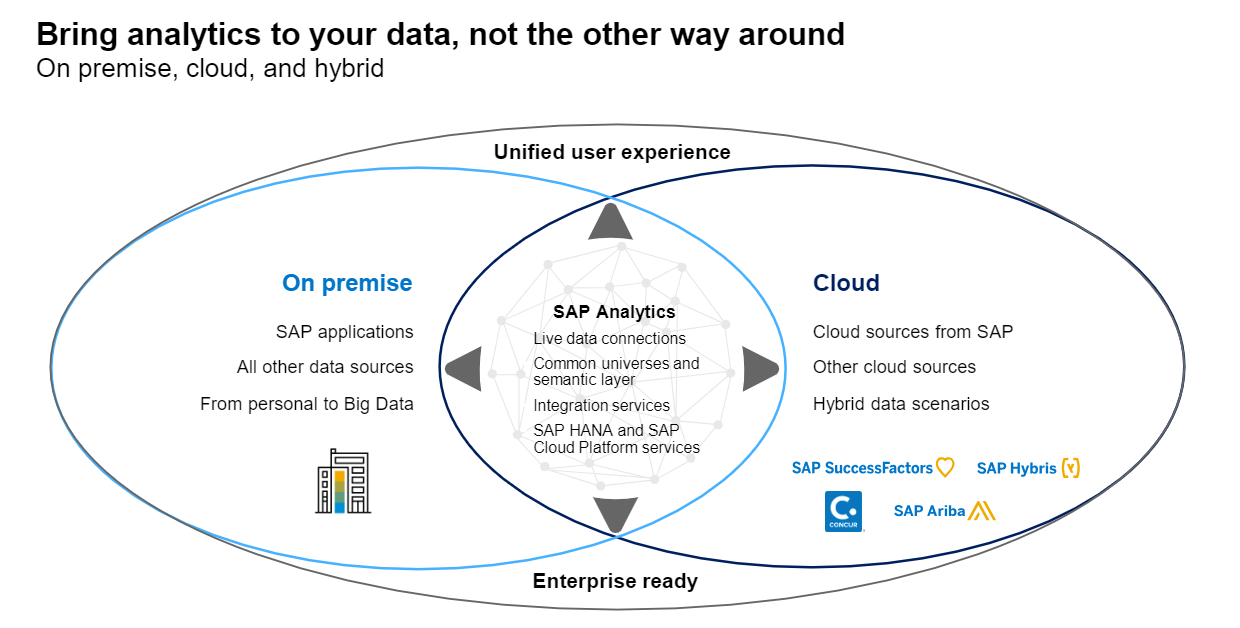 Bring analytics to your data, not the other way around
On premise, cloud, and hybrid
Unified user experience
On premise
SAP applications
All other data sources
From personal to Big Data
SAP Analytics
Live data connections
Common universes and
semantic layer
Integration services
SAP HANA and SAP
Cloud Platform services
Cloud
Cloud sources from SAP
Other cloud sources
Hybrid data scenarios
SAP SuccessFactors
SAP Hybris
C.
CONCUR
SAP Ariba
Enterprise ready